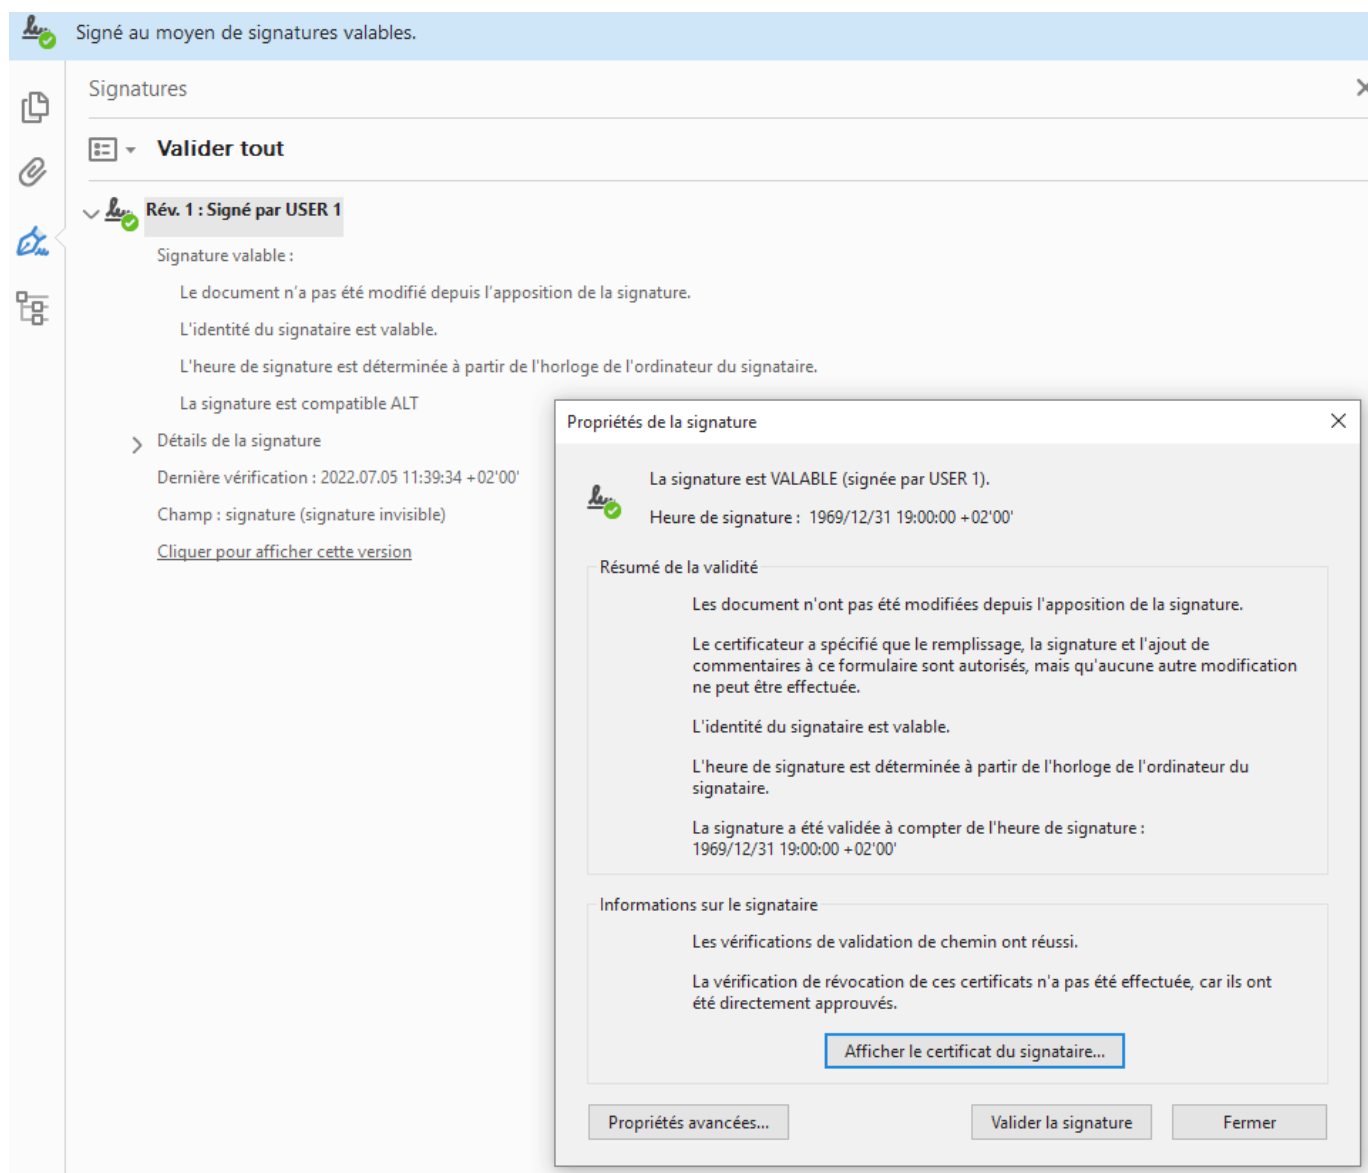 Signé au moyen de signatures valables.
Signatures
Valider tout
Rév. 1 : Signé par USER 1
Signature valable :
Le document n'a pas été modifié depuis l'apposition de la signature.
L'identité du signataire est valable.
L'heure de signature est déterminée à partir de l'horloge de l'ordinateur du signataire.
La signature est compatible ALT
Détails de la signature
Dernière vérification : 2022.07.05 11:39:34 +02'00'
Champ : signature (signature invisible)
Cliquer pour afficher cette version
Propriétés de la signature
La signature est VALABLE (signée par USER 1).
Heure de signature : 1969/12/31 19:00:00 +02'00'
Résumé de la validité
Les document n'ont pas été modifiées depuis l'apposition de la signature.
Le certificateur a spécifié que le remplissage, la signature et l'ajout de
commentaires à ce formulaire sont autorisés, mais qu'aucune autre modification
ne peut être effectuée.
L'identité du signataire est valable.
L'heure de signature est déterminée à partir de l'horloge de l'ordinateur du
signataire.
La signature a été validée à compter de l'heure de signature :
1969/12/31 19:00:00 +02'00'
Informations sur le signataire
Les vérifications de validation de chemin ont réussi.
La vérification de révocation de ces certificats n'a pas été effectuée, car ils ont
été directement approuvés.
Afficher le certificat du signataire...
Propriétés avancées...
Valider la signature
Fermer